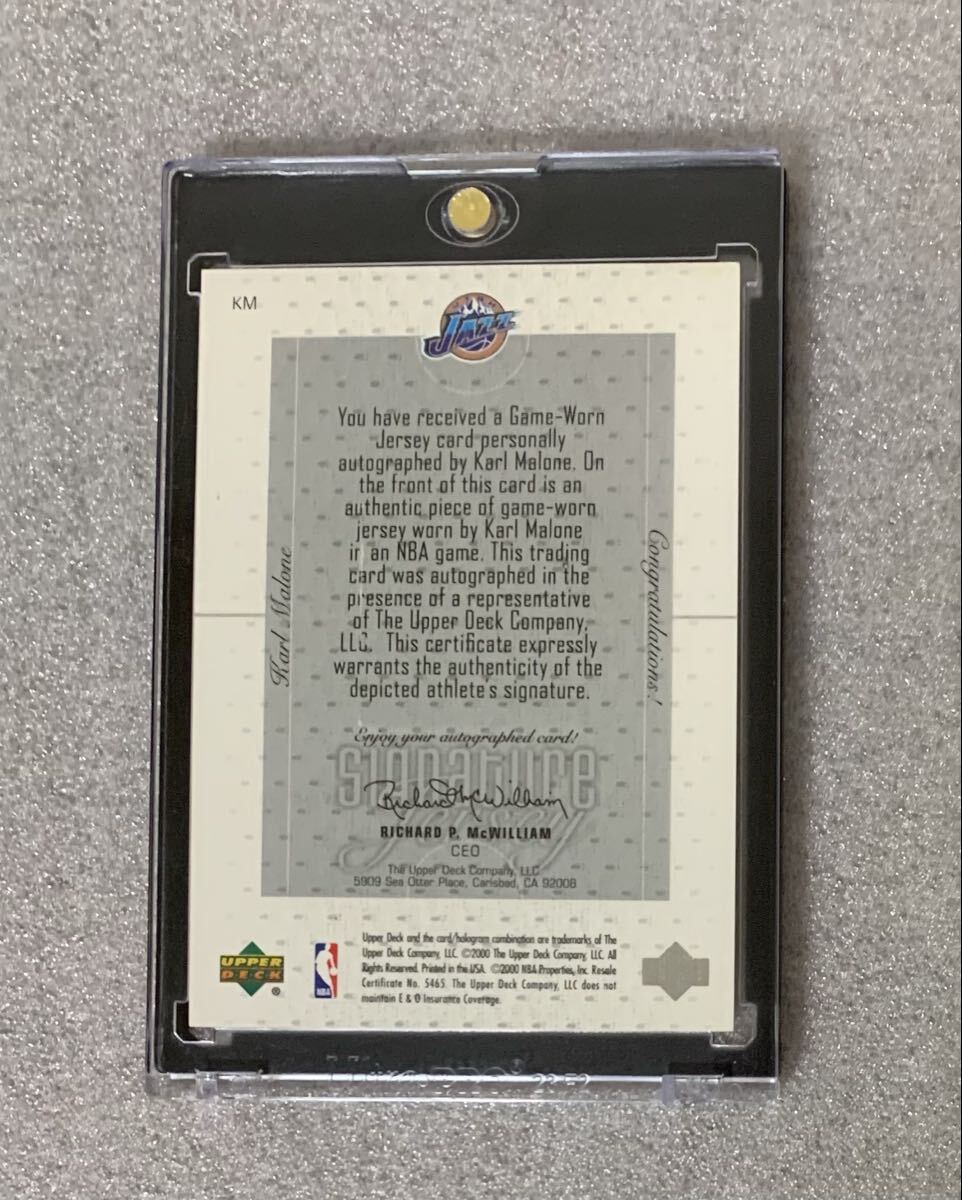 KM
JAZZ
You have received a Game-Worn
Jersey card personally
autographed by Karl Malone. On
the front of this card is an
authentic piece of game-worn
jersey worn by Karl Malone
in an NBA game. This trading
card was autographed in the
presence of a representative
of The Upper Deck Company,
LLC. This certificate expressly
warrants the authenticity of the
depicted athlete's signature.
Karl Malone
Congratulations!
Enjoy your autographed card!
signature
jersey
Richard McWilliam
RICHARD P. McWILLIAM
CEO
The Upper Deck Company, LLC
5909 Sea Otter Place, Carlsbad, CA 92008
UPPER
DECK
®
NBA
Upper Deck and the card/hologram combination are trademarks of The
Upper Deck Company, LLC. ©2000 The Upper Deck Company, LLC. All
Rights Reserved. Printed in the USA. ©2000 NBA Properties, Inc. Resale
Certificate No. 5465. The Upper Deck Company, LLC does not
maintain E & O Insurance Coverage.